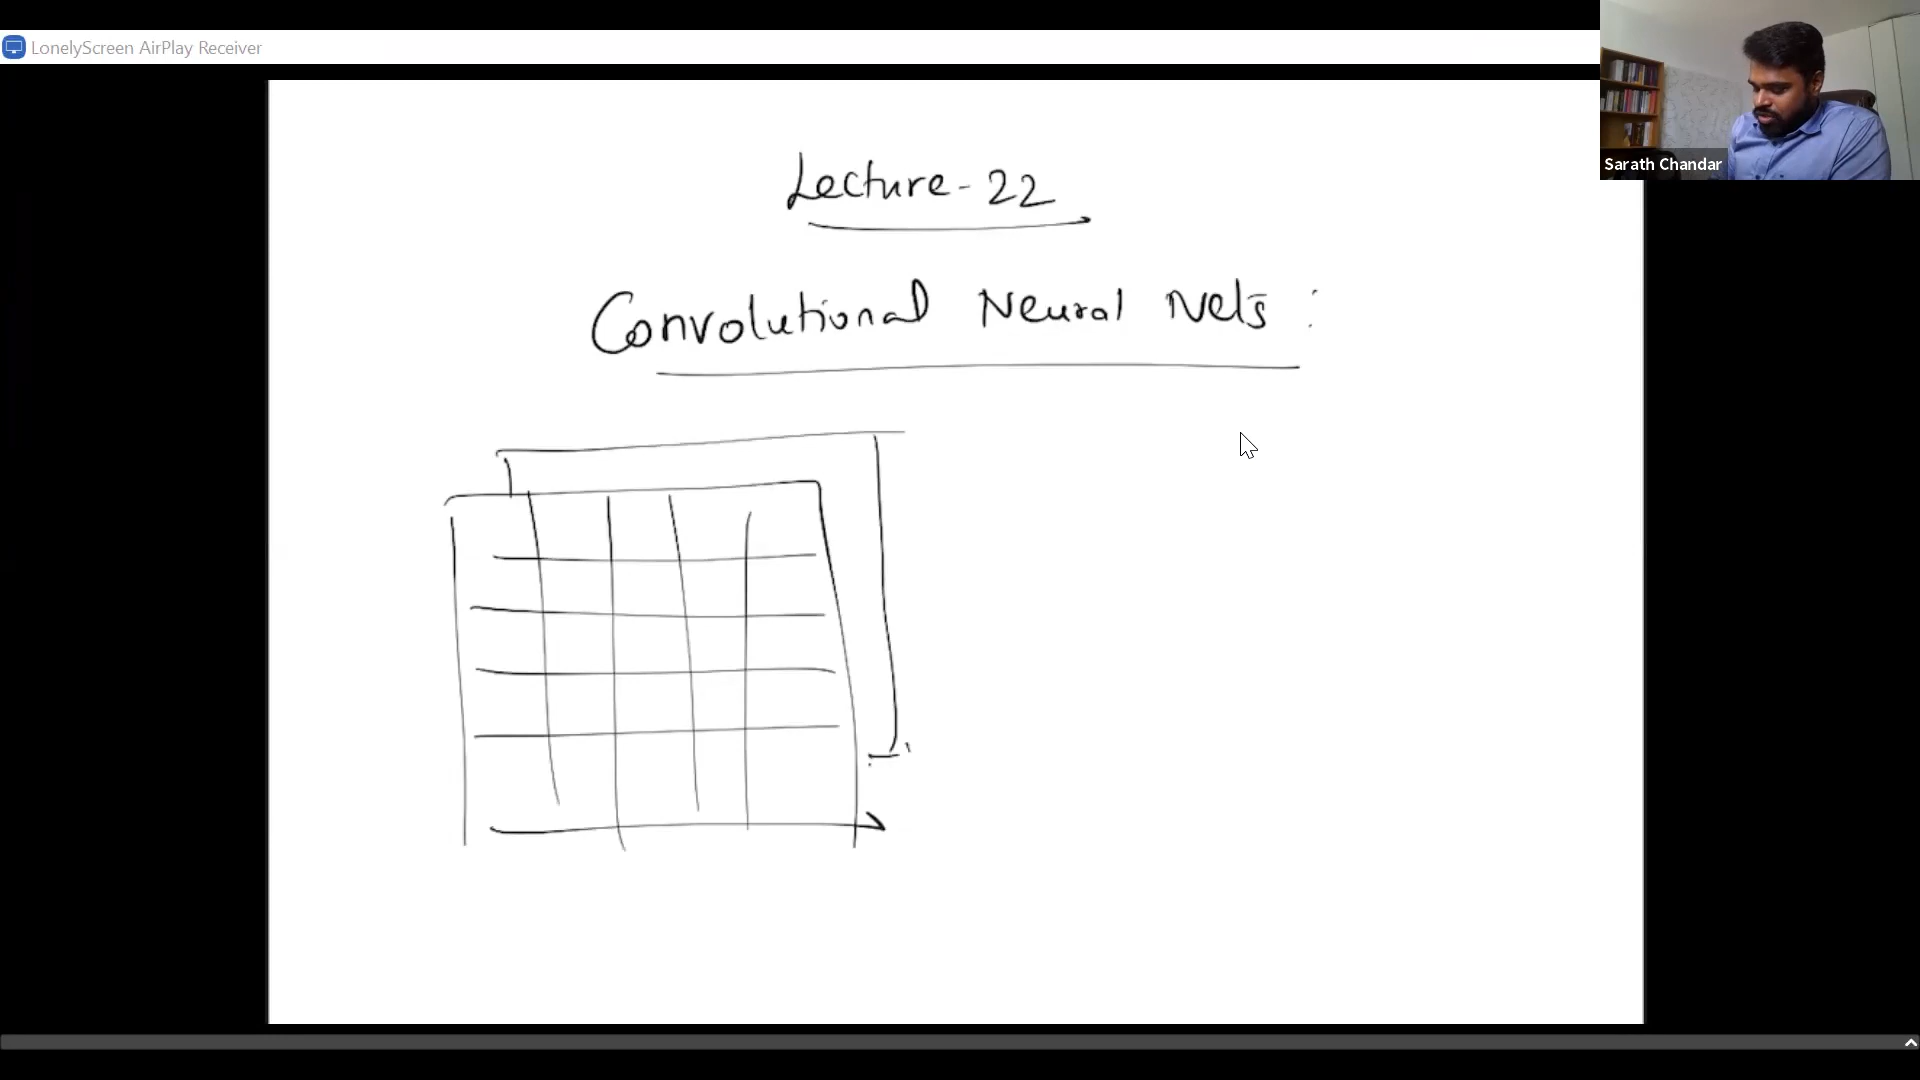 LonelyScreen AirPlay Receiver
Sarath Chandar
Lecture - 22
Convolutional Neural Nets :